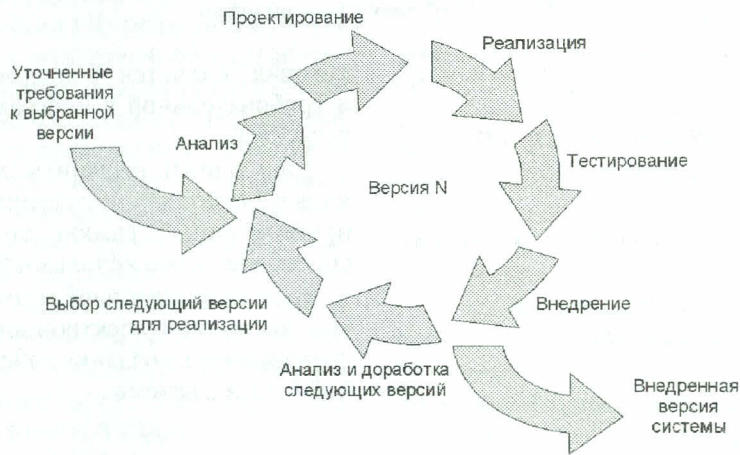 Проектирование
Реализация
Уточненные
требования
к выбранной
версии
Анализ
Тестирование
Версия N
Выбор следующий версии
для реализации
Внедрение
Анализ и доработка
следующих версий
Внедренная
версия
системы